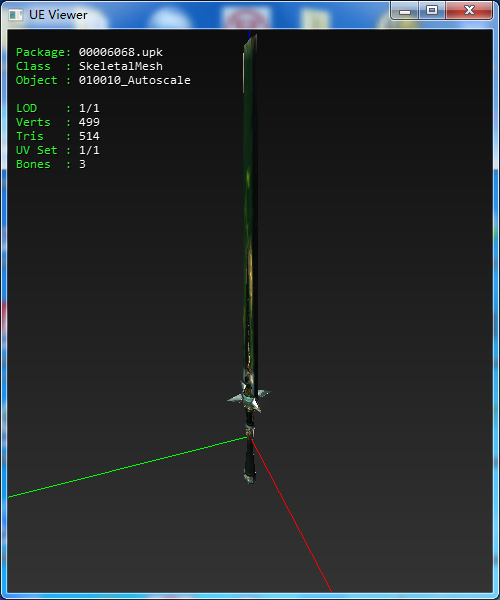 UE Viewer
Package: 00006068.upk
Class : SkeletalMesh
Object : 010010_Autoscale
LOD : 1/1
Verts : 499
Tris : 514
UV Set : 1/1
Bones : 3